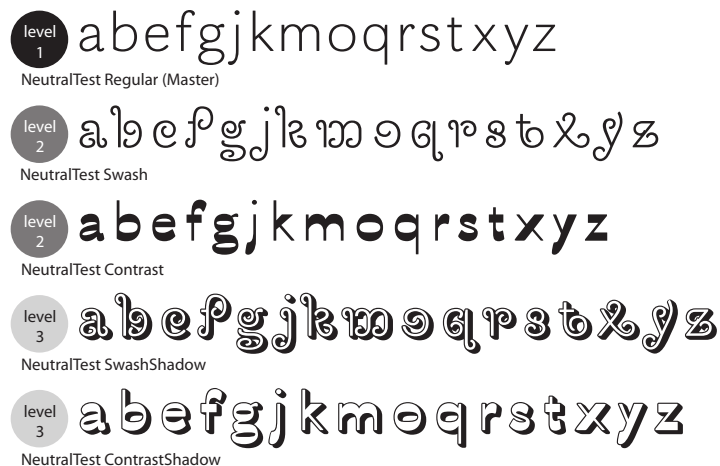 level 1 abefgjkmoqrstxyz
NeutralTest Regular (Master)
level 2 abefgjkmoqrstxyz
NeutralTest Swash
level 2 abefgjkmoqrstxyz
NeutralTest Contrast
level 3 abefgjkmoqrstxyz
NeutralTest SwashShadow
level 3 abefgjkmoqrstxyz
NeutralTest ContrastShadow